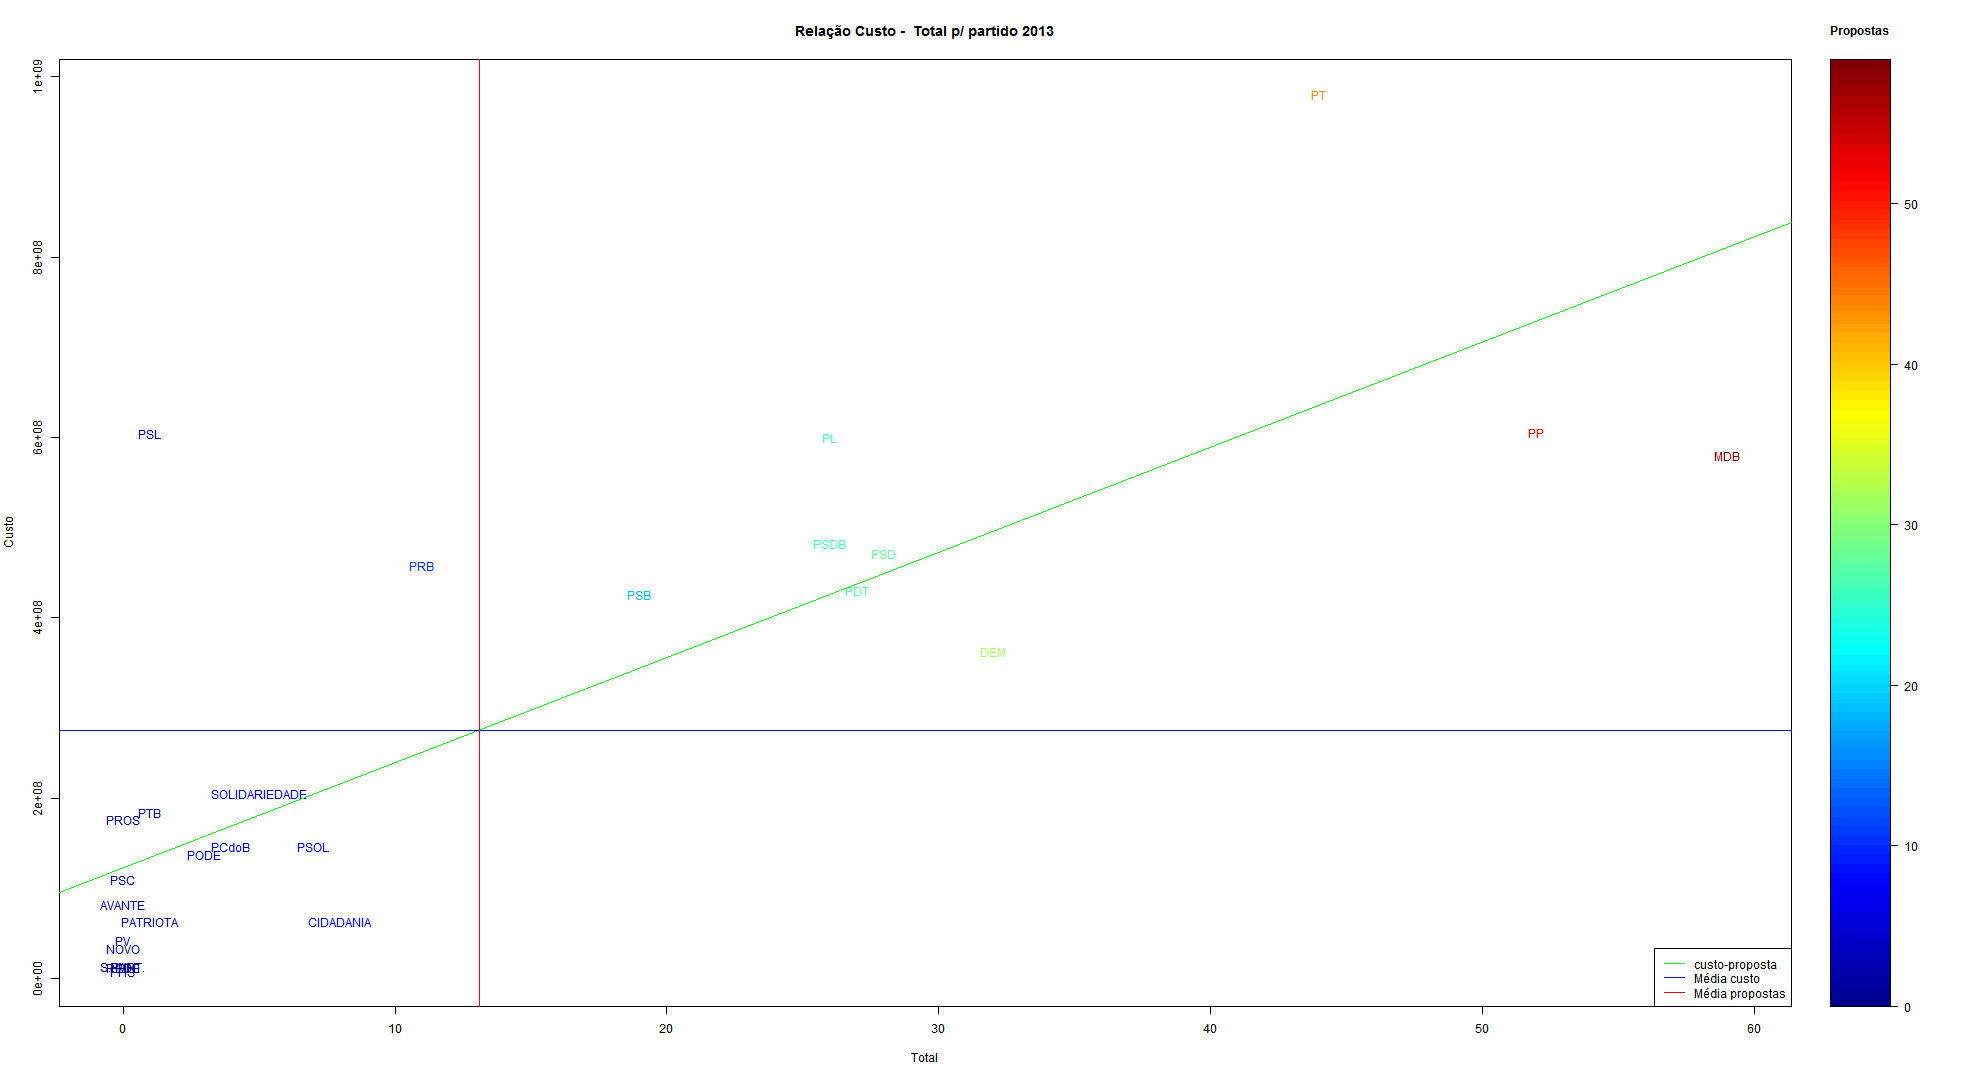 Relação Custo - Total p/ partido 2013
Propostas
Custo
1e+09
8e+08
6e+08
4e+08
2e+08
0e+00
PT
PSL
PL
PP
MDB
PSDB
PSD
PRB
PSB
PDT
DEM
SOLIDARIEDADE
PTB
PROS
PCdoB
PSOL
PODE
PSC
AVANTE
PATRIOTA
CIDADANIA
PV
NOVO
PHS
custo-proposta
Média custo
Média propostas
0
10
20
30
40
50
60
Total
50
40
30
20
10
0